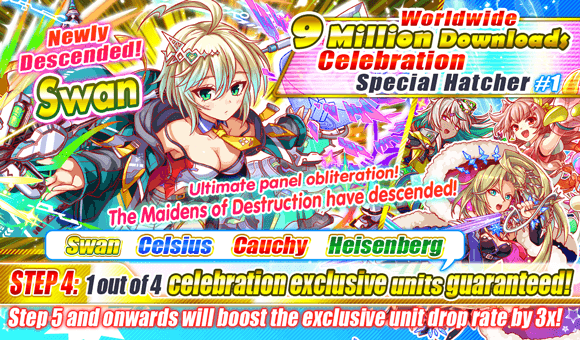 Newly
Descended!
Swan
Worldwide
9 Million Downloads
Celebration
Special Hatcher #1
Ultimate panel obliteration!
The Maidens of Destruction have descended!
Swan Celsius Cauchy Heisenberg
STEP 4: 1 out of 4 celebration exclusive units guaranteed!
Step 5 and onwards will boost the exclusive unit drop rate by 3x!